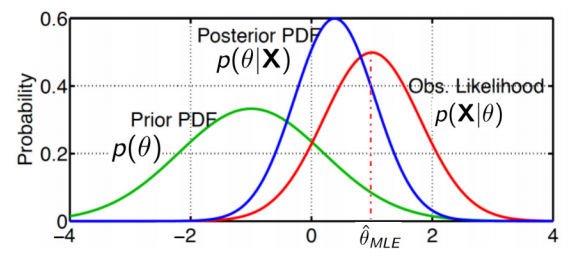 0.6
Posterior PDF
p(θ|X)
0.4
Obs. Likelihood
p(X|θ)
Prior PDF
p(θ)
0.2
0
Probability
−4
−2
0
θ̂MLE
2
4